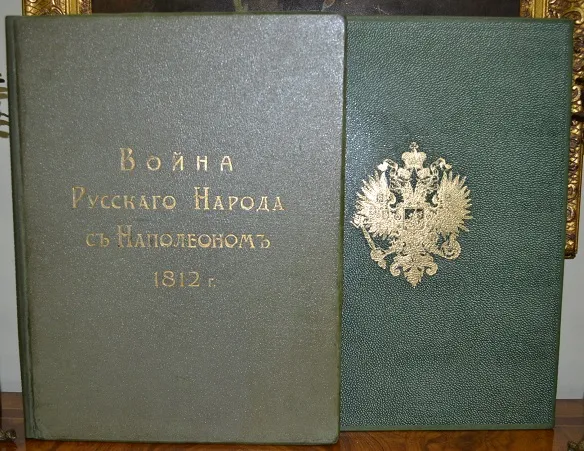 Война
Русскаго Народа
съ Наполеономъ
1812 г.